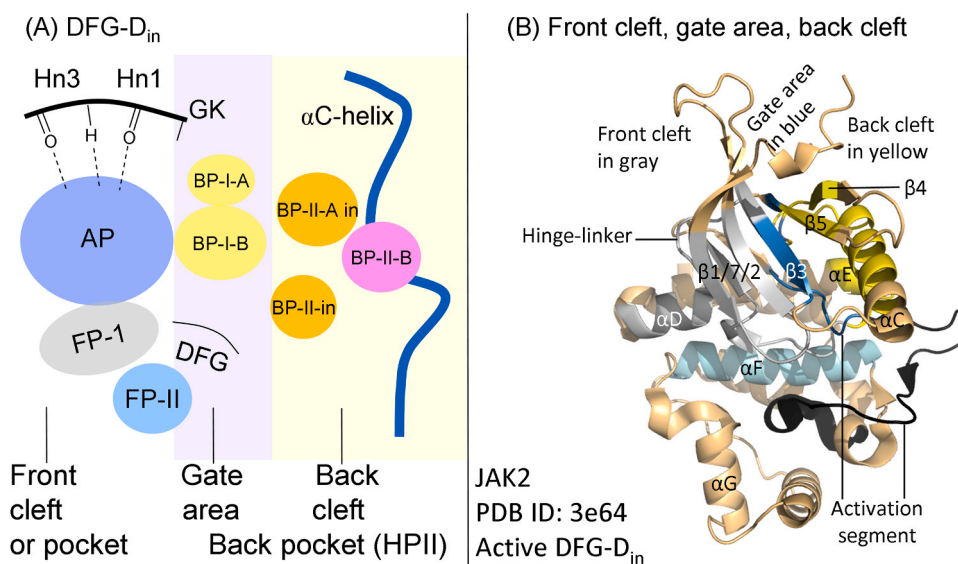 (A) DFG-Din
Hn3
Hn1
O
H
O
GK
αC-helix
BP-I-A
AP
BP-I-B
BP-II-A in
BP-II-B
BP-II-in
FP-1
DFG
FP-II
Front
cleft
or pocket
Gate
area
Back
cleft
Back pocket (HPII)
(B) Front cleft, gate area, back cleft
Front cleft
in gray
Gate area
in blue
Back cleft
in yellow
β4
β5
Hinge-linker
β1/7/2
β3
αE
αD
αC
αF
αG
JAK2
PDB ID: 3e64
Active DFG-Din
Activation
segment